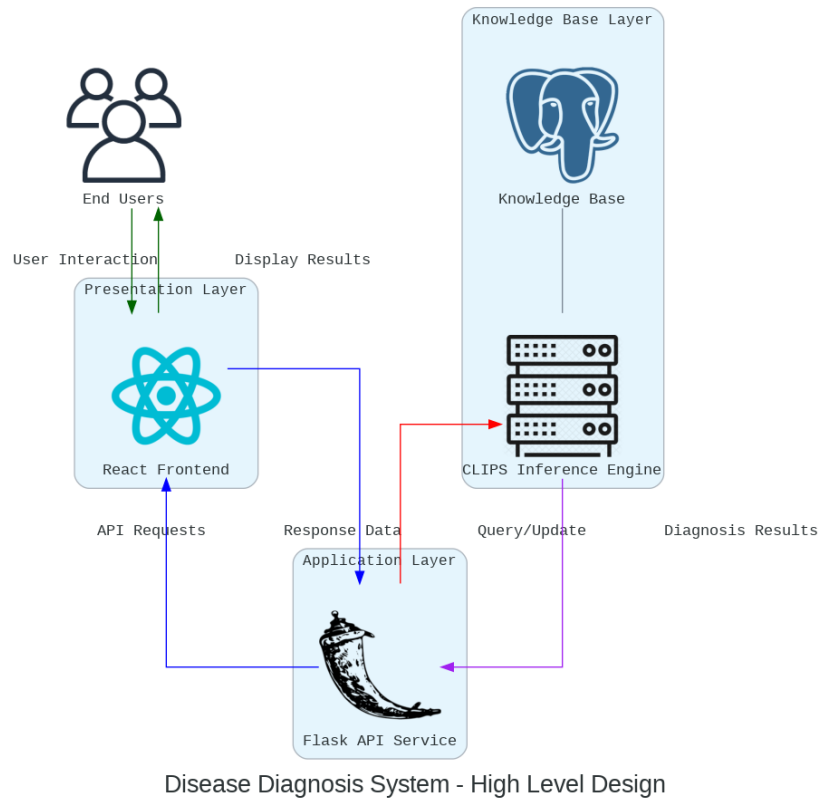 Knowledge Base Layer
End Users
Knowledge Base
User Interaction
Display Results
Presentation Layer
React Frontend
CLIPS Inference Engine
API Requests
Response Data
Query/Update
Diagnosis Results
Application Layer
Flask API Service
Disease Diagnosis System - High Level Design